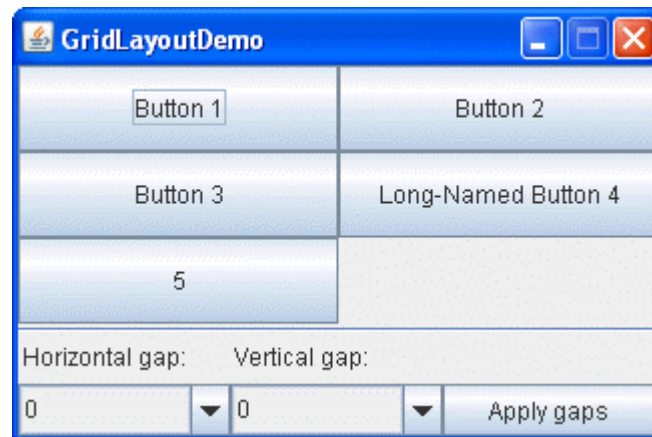 GridLayoutDemo
Button 1 Button 2
Button 3 Long-Named Button 4
5
Horizontal gap: Vertical gap:
0 0 Apply gaps